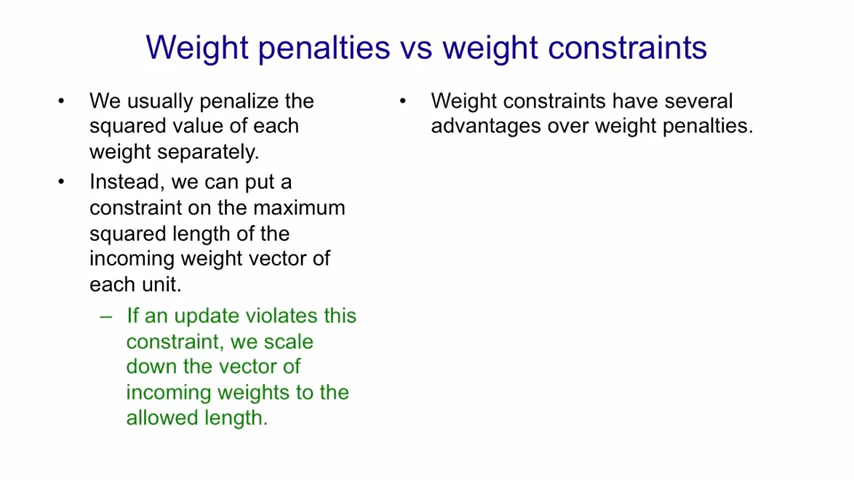 Weight penalties vs weight constraints
• We usually penalize the
squared value of each
weight separately.
• Instead, we can put a
constraint on the maximum
squared length of the
incoming weight vector of
each unit.
– If an update violates this
constraint, we scale
down the vector of
incoming weights to the
allowed length.
• Weight constraints have several
advantages over weight penalties.